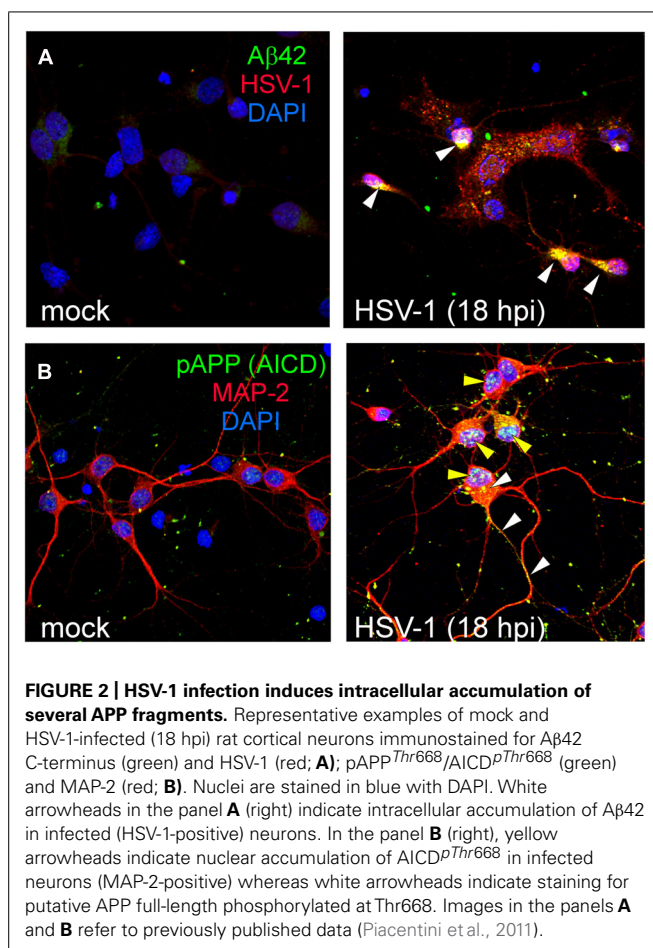 A
Aβ42
HSV-1
DAPI
mock
HSV-1 (18 hpi)
B
pAPP (AICD)
MAP-2
DAPI
mock
HSV-1 (18 hpi)
FIGURE 2 | HSV-1 infection induces intracellular accumulation of
several APP fragments. Representative examples of mock and
HSV-1-infected (18 hpi) rat cortical neurons immunostained for Aβ42
C-terminus (green) and HSV-1 (red; A); pAPPThr668/AICDpThr668 (green)
and MAP-2 (red; B). Nuclei are stained in blue with DAPI. White
arrowheads in the panel A (right) indicate intracellular accumulation of Aβ42
in infected (HSV-1-positive) neurons. In the panel B (right), yellow
arrowheads indicate nuclear accumulation of AICDpThr668 in infected
neurons (MAP-2-positive) whereas white arrowheads indicate staining for
putative APP full-length phosphorylated at Thr668. Images in the panels A
and B refer to previously published data (Piacentini et al., 2011).